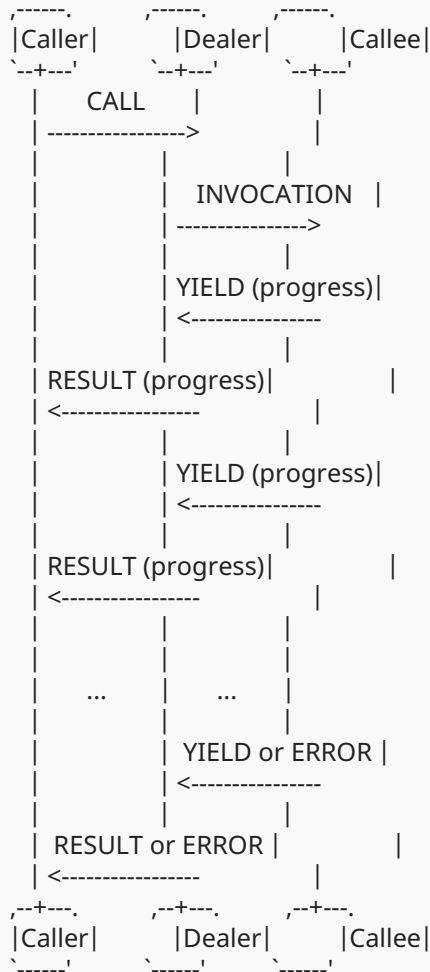 ,------.          ,------.          ,------.
|Caller|          |Dealer|          |Callee|
`--+---'          `--+---'          `--+---'
   |       CALL       |                |
   | ----------------->                |
   |                  |                |
   |                  |   INVOCATION   |
   |                  | ---------------->
   |                  |                |
   |                  | YIELD (progress)|
   |                  | <----------------
   |                  |                |
   | RESULT (progress)|                |
   | <-----------------                |
   |                  |                |
   |                  | YIELD (progress)|
   |                  | <----------------
   |                  |                |
   | RESULT (progress)|                |
   | <-----------------                |
   |                  |                |
   |                  |                |
   |       ...        |       ...      |
   |                  |                |
   |                  |  YIELD or ERROR |
   |                  | <----------------
   |                  |                |
   |  RESULT or ERROR |                |
   | <-----------------                |
,--+---.          ,--+---.          ,--+---.
|Caller|          |Dealer|          |Callee|
`------'          `------'          `------'